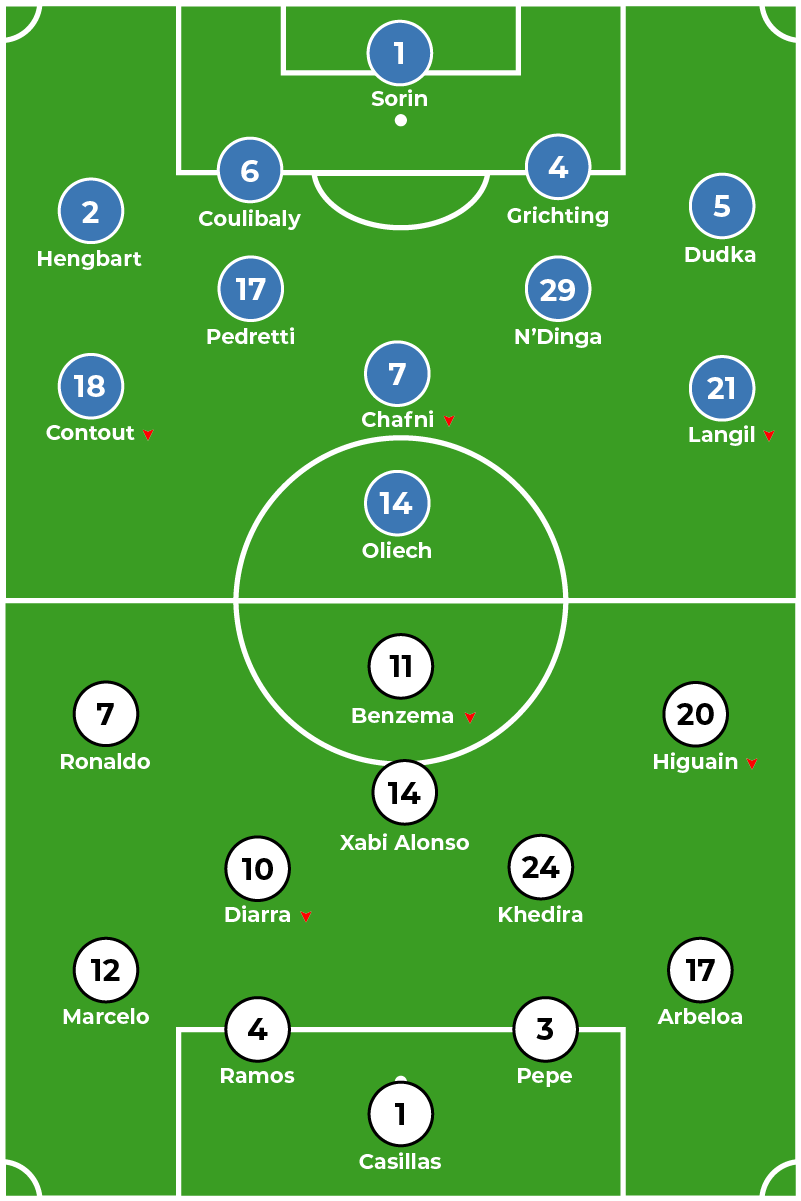 1
Sorin
6
Coulibaly
4
Grichting
2
Hengbart
5
Dudka
17
Pedretti
29
N'Dinga
18
Contout
7
Chafni
21
Langil
14
Oliech
11
Benzema
7
Ronaldo
20
Higuain
14
Xabi Alonso
10
Diarra
24
Khedira
12
Marcelo
17
Arbeloa
4
Ramos
3
Pepe
1
Casillas